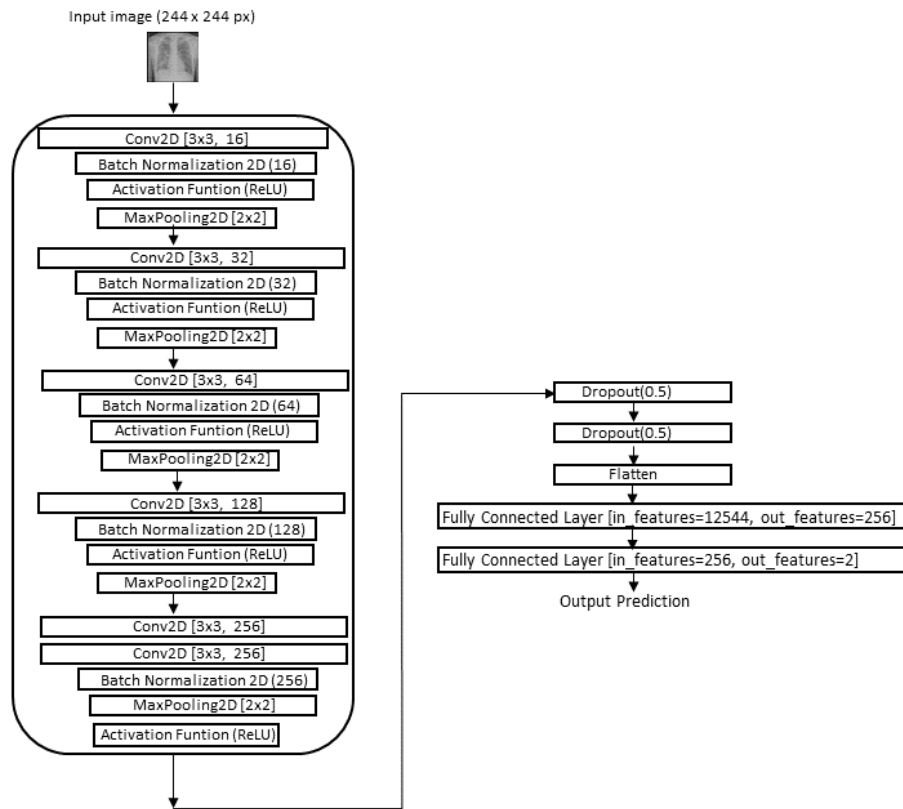 Input image (244 x 244 px)
Conv2D [3x3, 16]
Batch Normalization 2D (16)
Activation Funtion (ReLU)
MaxPooling2D [2x2]
Conv2D [3x3, 32]
Batch Normalization 2D (32)
Activation Funtion (ReLU)
MaxPooling2D [2x2]
Conv2D [3x3, 64]
Batch Normalization 2D (64)
Activation Funtion (ReLU)
MaxPooling2D [2x2]
Conv2D [3x3, 128]
Batch Normalization 2D (128)
Activation Funtion (ReLU)
MaxPooling2D [2x2]
Conv2D [3x3, 256]
Conv2D [3x3, 256]
Batch Normalization 2D (256)
MaxPooling2D [2x2]
Activation Funtion (ReLU)
Dropout(0.5)
Dropout(0.5)
Flatten
Fully Connected Layer [in_features=12544, out_features=256]
Fully Connected Layer [in_features=256, out_features=2]
Output Prediction